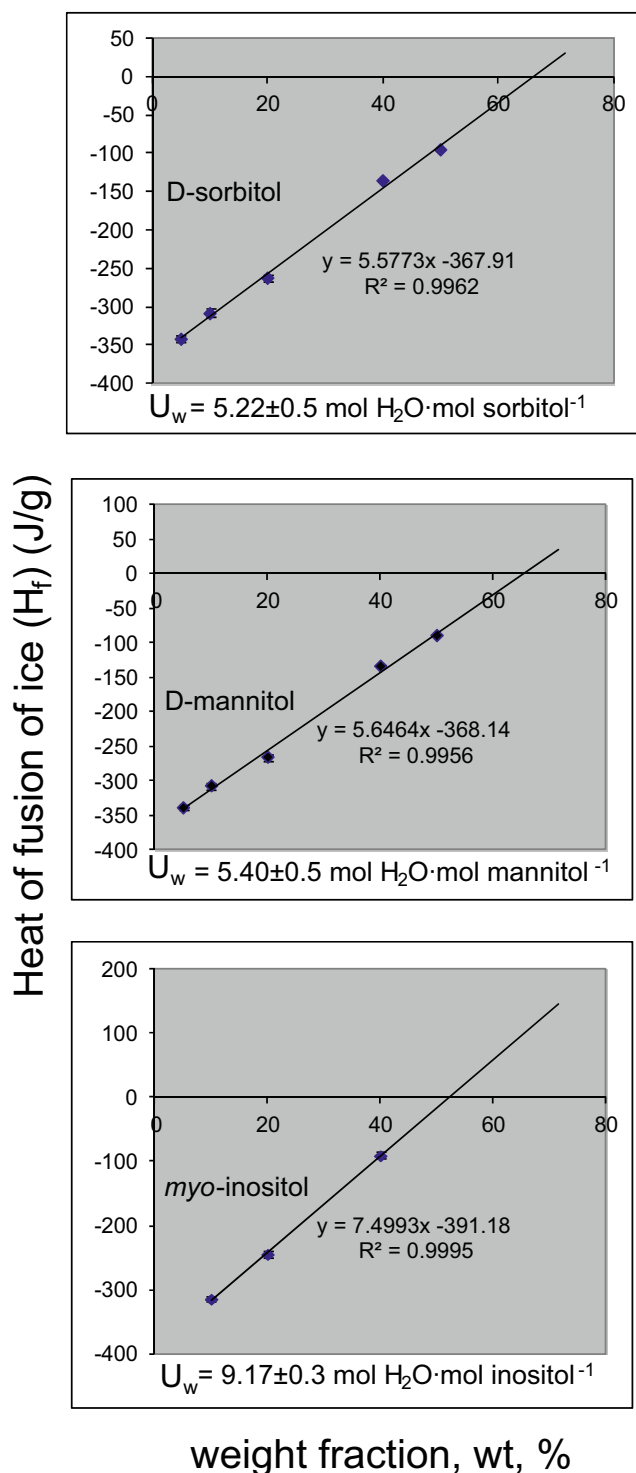 Heat of fusion of ice (H_f) (J/g)
50
0
-50
-100
-150
-200
-250
-300
-350
-400
0 20 40 60 80
D-sorbitol
y = 5.5773x -367.91
R² = 0.9962
U_w = 5.22±0.5 mol H₂O·mol sorbitol⁻¹
100
50
0
-50
-100
-150
-200
-250
-300
-350
-400
0 20 40 60 80
D-mannitol
y = 5.6464x -368.14
R² = 0.9956
U_w = 5.40±0.5 mol H₂O·mol mannitol ⁻¹
200
100
0
-100
-200
-300
-400
0 20 40 60 80
myo-inositol
y = 7.4993x -391.18
R² = 0.9995
U_w = 9.17±0.3 mol H₂O·mol inositol⁻¹
weight fraction, wt, %